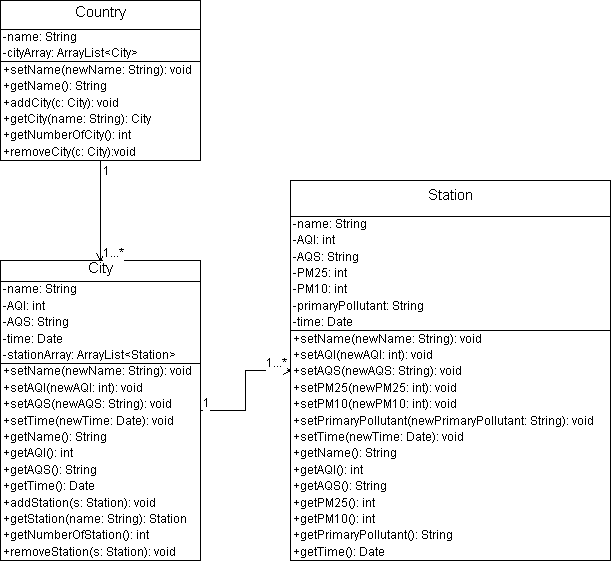 Country
-name: String
-cityArray: ArrayList<City>
+setName(newName: String): void
+getName(): String
+addCity(c: City): void
+getCity(name: String): City
+getNumberOfCity(): int
+removeCity(c: City):void
1
1...*
City
-name: String
-AQI: int
-AQS: String
-time: Date
-stationArray: ArrayList<Station>
+setName(newName: String): void
+setAQI(newAQI: int): void
+setAQS(newAQS: String): void
+setTime(newTime: Date): void
+getName(): String
+getAQI(): int
+getAQS(): String
+getTime(): Date
+addStation(s: Station): void
+getStation(name: String): Station
+getNumberOfStation(): int
+removeStation(s: Station): void
1
1...*
Station
-name: String
-AQI: int
-AQS: String
-PM25: int
-PM10: int
-primaryPollutant: String
-time: Date
+setName(newName: String): void
+setAQI(newAQI: int): void
+setAQS(newAQS: String): void
+setPM25(newPM25: int): void
+setPM10(newPM10: int): void
+setPrimaryPollutant(newPrimaryPollutant: String): void
+setTime(newTime: Date): void
+getName(): String
+getAQI(): int
+getAQS(): String
+getPM25(): int
+getPM10(): int
+getPrimaryPollutant(): String
+getTime(): Date